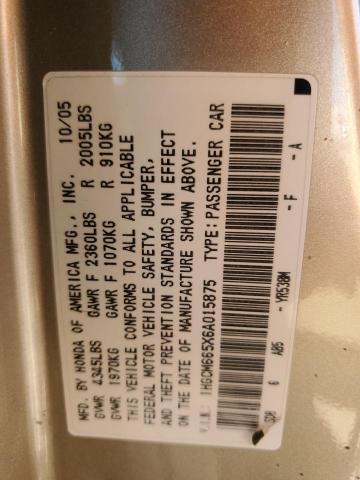 MFD. BY HONDA OF AMERICA MFG., INC. 10/05
GVWR 4345LBS GAWR F 2360LBS R 2005LBS
GVWR 1970KG GAWR F 1070KG R 910KG
THIS VEHICLE CONFORMS TO ALL APPLICABLE
FEDERAL MOTOR VEHICLE SAFETY, BUMPER,
AND THEFT PREVENTION STANDARDS IN EFFECT
ON THE DATE OF MANUFACTURE SHOWN ABOVE.
V.I.N.: 1HGCM665X6A015875 TYPE: PASSENGER CAR
6 AB5 - YR538M - F - A